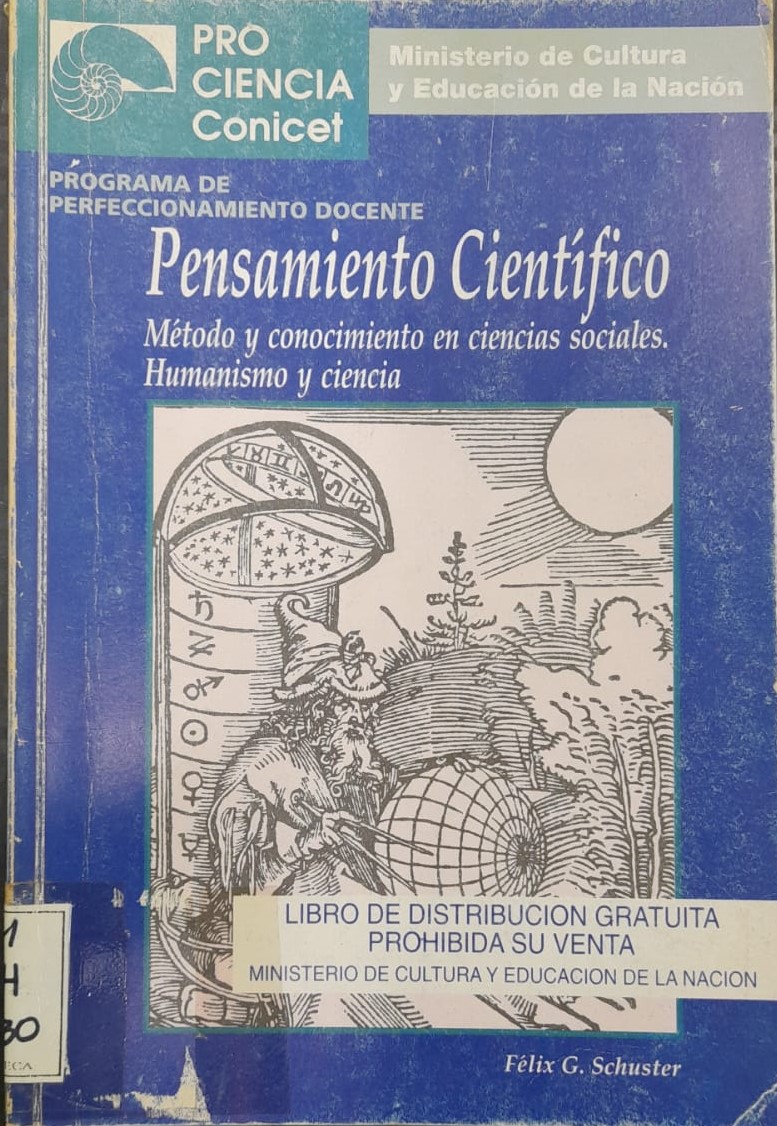 PRO
CIENCIA
Conicet
Ministerio de Cultura
y Educación de la Nación
PROGRAMA DE
PERFECCIONAMIENTO DOCENTE
Pensamiento Científico
Método y conocimiento en ciencias sociales.
Humanismo y ciencia
LIBRO DE DISTRIBUCION GRATUITA
PROHIBIDA SU VENTA
MINISTERIO DE CULTURA Y EDUCACION DE LA NACION
Félix G. Schuster